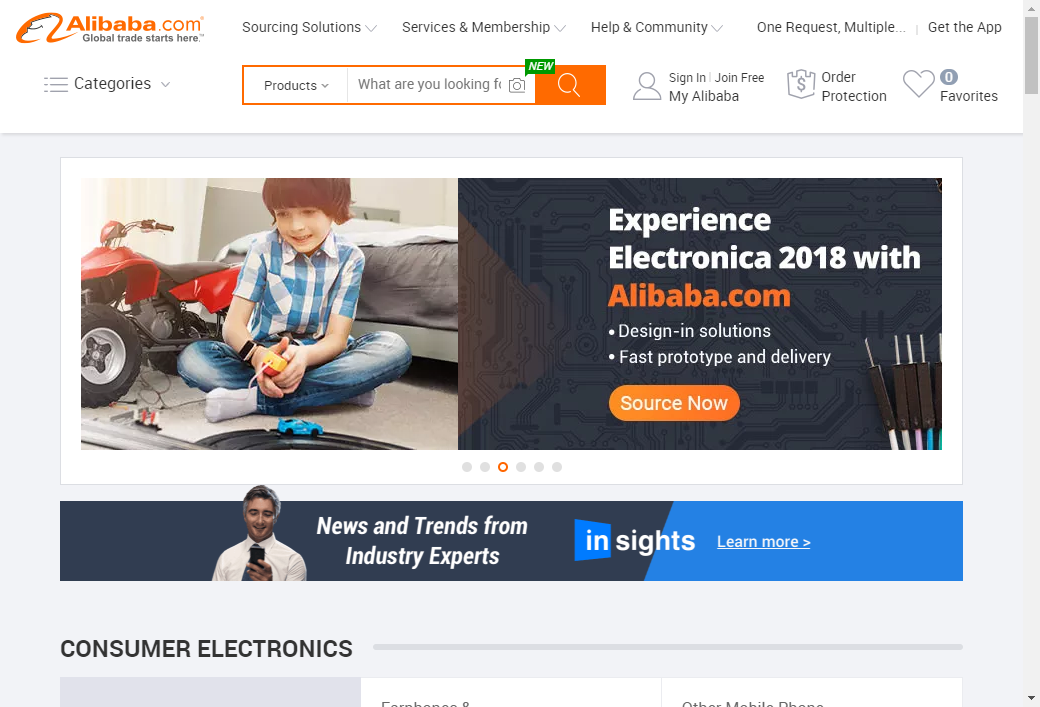 Alibaba.com
Global trade starts here.™
Sourcing Solutions
Services & Membership
Help & Community
One Request, Multiple...
Get the App
Categories
Products
What are you looking fo
NEW
Sign In
Join Free
My Alibaba
Order
Protection
0
Favorites
Experience
Electronica 2018 with
Alibaba.com
• Design-in solutions
• Fast prototype and delivery
Source Now
News and Trends from
Industry Experts
in sights
Learn more >
CONSUMER ELECTRONICS
Earphones &
Other Mobile Phone